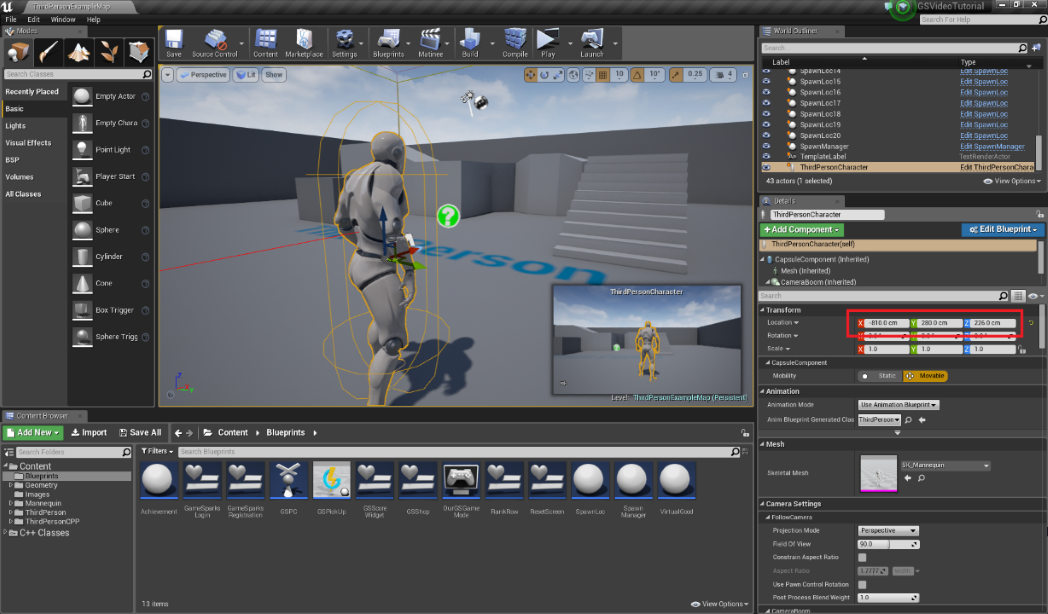 ThirdPersonExampleMap
GSVideoTutorial
File Edit Window Help
Search For Help
Modes
Search Classes
Recently Placed
Basic
Lights
Visual Effects
BSP
Volumes
All Classes
Empty Actor
Empty Chara
Point Light
Player Start
Cube
Sphere
Cylinder
Cone
Box Trigger
Sphere Trigg
Save Source Control Content Marketplace Settings Blueprints Matinee Build Compile Play Launch
Perspective Lit Show
10 10° 0.25 4
Person
ThirdPersonCharacter
Level: ThirdPersonExampleMap (Persistent)
World Outliner
Search...
Label Type
SpawnLoc14 Edit SpawnLoc
SpawnLoc15 Edit SpawnLoc
SpawnLoc16 Edit SpawnLoc
SpawnLoc17 Edit SpawnLoc
SpawnLoc18 Edit SpawnLoc
SpawnLoc19 Edit SpawnLoc
SpawnLoc20 Edit SpawnLoc
SpawnManager Edit SpawnManager
TemplateLabel TextRenderActor
ThirdPersonCharacter Edit ThirdPersonChara
43 actors (1 selected) View Options
Details
ThirdPersonCharacter
+Add Component Edit Blueprint
ThirdPersonCharacter(self)
CapsuleComponent (Inherited)
Mesh (Inherited)
CameraBoom (Inherited)
Search
Transform
Location X -810.0 cm Y 280.0 cm Z 226.0 cm
Rotation
Scale X 1.0 Y 1.0 Z 1.0
CapsuleComponent
Mobility Static Movable
Animation
Animation Mode Use Animation Blueprint
Anim Blueprint Generated Clas ThirdPerson
Mesh
Skeletal Mesh SK_Mannequin
Camera Settings
FollowCamera
Projection Mode Perspective
Field Of View 90.0
Constrain Aspect Ratio
Aspect Ratio 1.7777
Use Pawn Control Rotation
Post Process Blend Weight 1.0
CameraBoom
Content Browser
Add New Import Save All Content Blueprints
Search Folders
Filters Search Blueprints
Content
Blueprints
Geometry
Images
Mannequin
ThirdPerson
ThirdPersonCPP
C++ Classes
Achievement
GameSparks Login
GameSparks Registration
GSPC
GSPickUp
GSScore Widget
GSShop
OurGSGame Mode
RankRow
ResetScreen
SpawnLoc
Spawn Manager
VirtualGood
13 items View Options